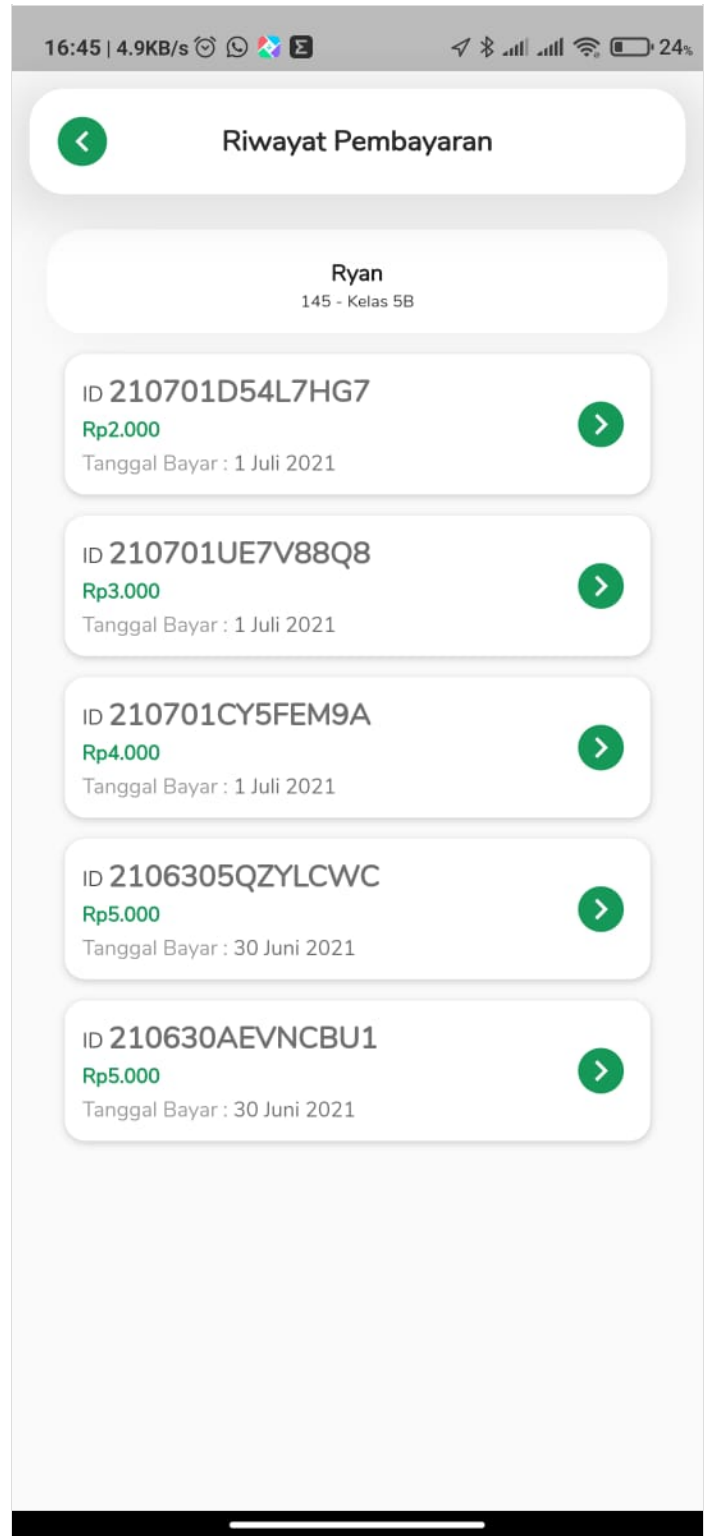 16:45 | 4.9KB/s 24%
Riwayat Pembayaran
Ryan
145 - Kelas 5B
ID 210701D54L7HG7
Rp2.000
Tanggal Bayar : 1 Juli 2021
ID 210701UE7V88Q8
Rp3.000
Tanggal Bayar : 1 Juli 2021
ID 210701CY5FEM9A
Rp4.000
Tanggal Bayar : 1 Juli 2021
ID 2106305QZYLCWC
Rp5.000
Tanggal Bayar : 30 Juni 2021
ID 210630AEVNCBU1
Rp5.000
Tanggal Bayar : 30 Juni 2021